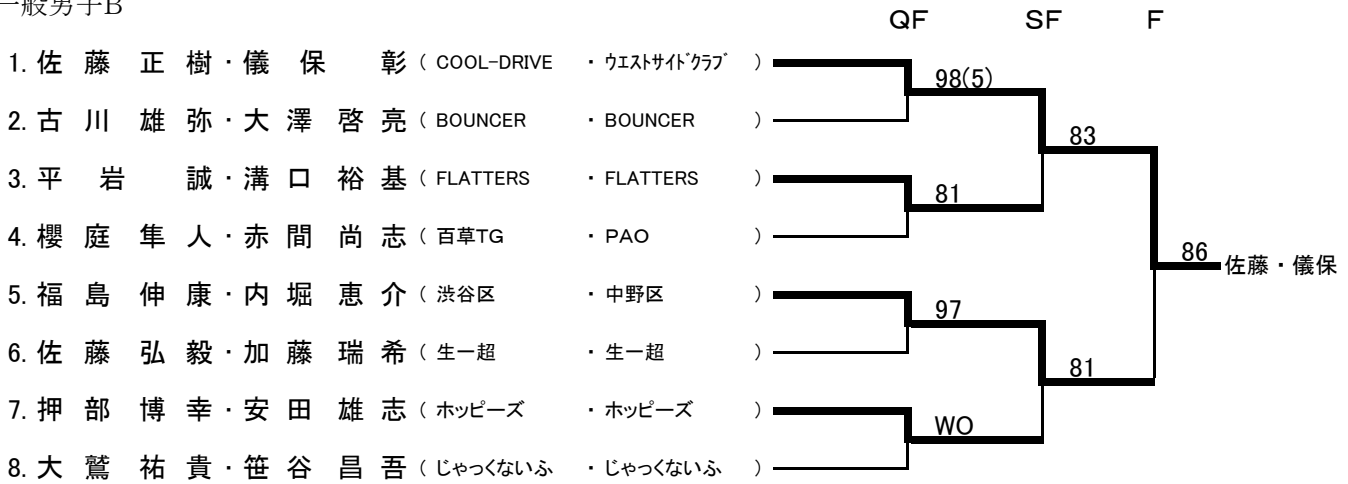 一般男子B
QF SF F
1. 佐藤 正樹・儀保 彰 ( COOL-DRIVE ・ ウエストサイドクラブ )
98(5)
2. 古川 雄弥・大澤 啓亮 ( BOUNCER ・ BOUNCER )
83
3. 平岩 誠・溝口 裕基 ( FLATTERS ・ FLATTERS )
81
4. 櫻庭 隼人・赤間 尚志 ( 百草TG ・ PAO )
86 佐藤・儀保
5. 福島 伸康・内堀 恵介 ( 渋谷区 ・ 中野区 )
97
6. 佐藤 弘毅・加藤 瑞希 ( 生一超 ・ 生一超 )
81
7. 押部 博幸・安田 雄志 ( ホッピーズ ・ ホッピーズ )
WO
8. 大鷲 祐貴・笹谷 昌吾 ( じゃっくないふ ・ じゃっくないふ )